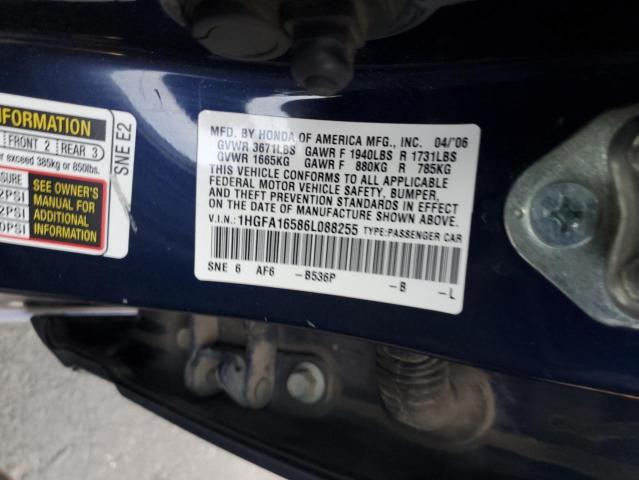 INFORMATION
FRONT 2 REAR 3
er exceed 385kg or 850lbs.
2PSI
2PSI
0PSI
SEE OWNER'S
MANUAL FOR
ADDITIONAL
INFORMATION
SNE E2
MFD. BY HONDA OF AMERICA MFG., INC. 04/'06
GVWR 3671LBS GAWR F 1940LBS R 1731LBS
GVWR 1665KG GAWR F 880KG R 785KG
THIS VEHICLE CONFORMS TO ALL APPLICABLE
FEDERAL MOTOR VEHICLE SAFETY, BUMPER,
AND THEFT PREVENTION STANDARDS IN EFFECT
ON THE DATE OF MANUFACTURE SHOWN ABOVE.
V.I.N.: 1HGFA16586L088255 TYPE:PASSENGER CAR
SNE 6 AF6 -B536P -B -L